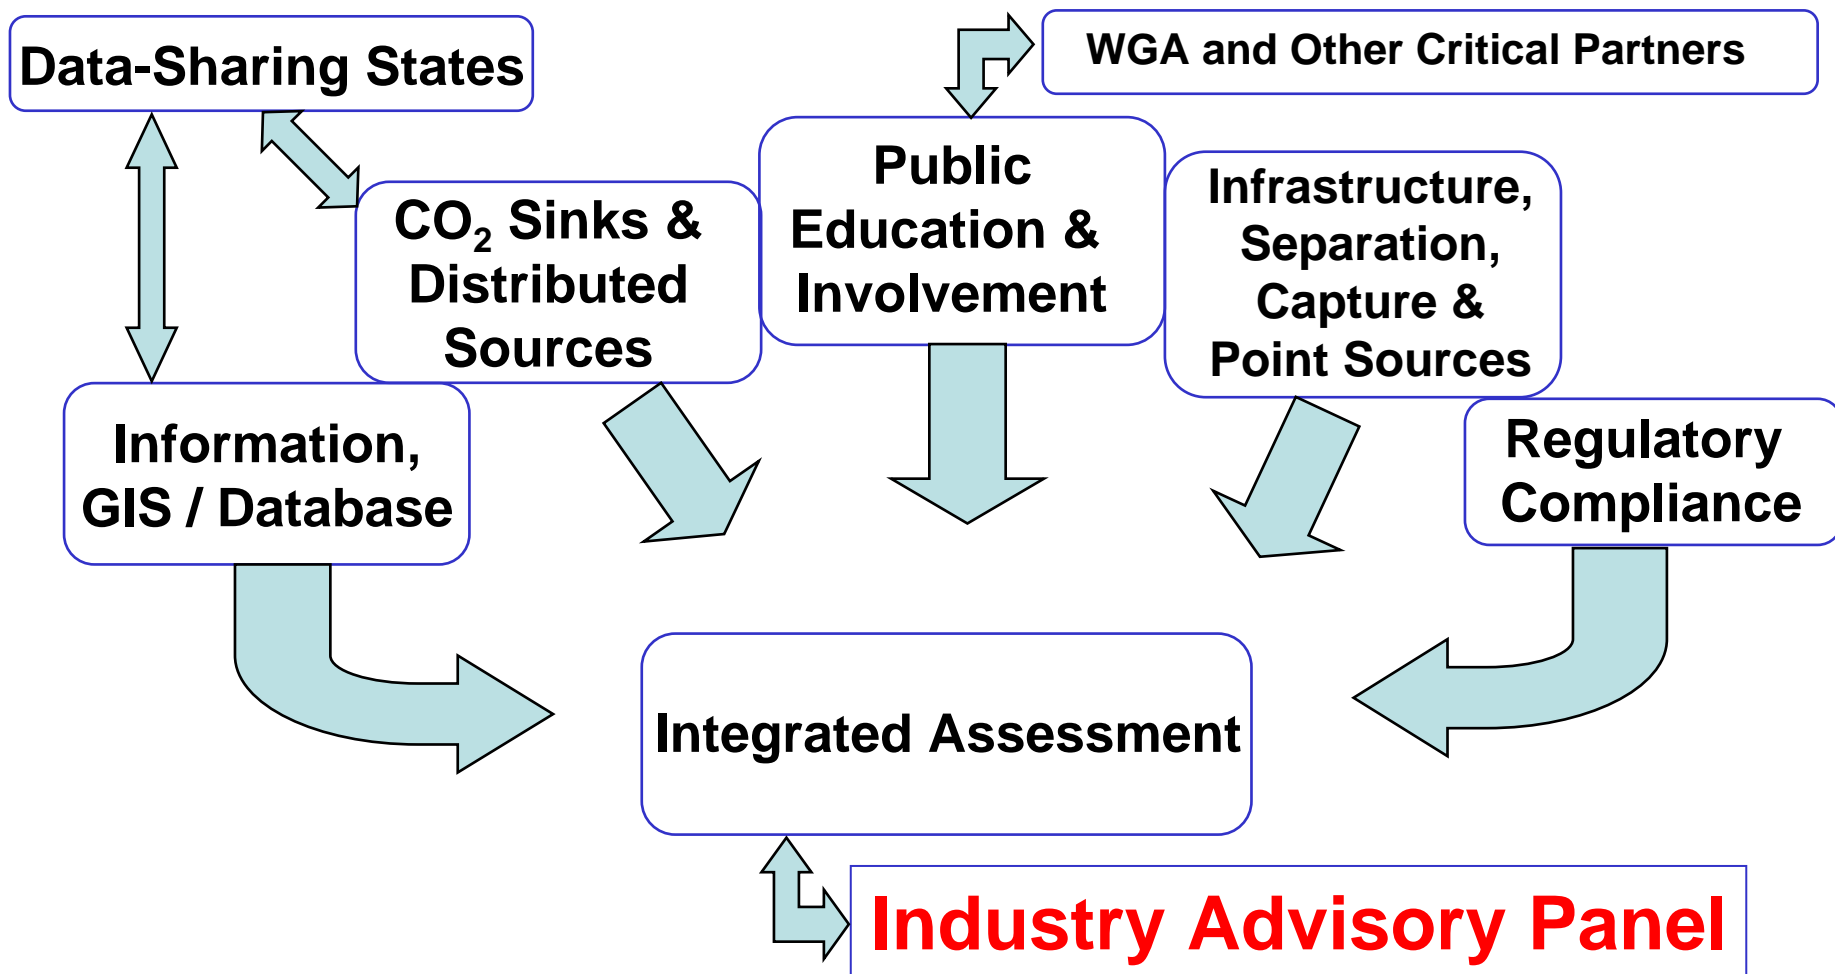 Data-Sharing States
WGA and Other Critical Partners
CO₂ Sinks &
Distributed
Sources
Public
Education &
Involvement
Infrastructure,
Separation,
Capture &
Point Sources
Information,
GIS / Database
Regulatory
Compliance
Integrated Assessment
Industry Advisory Panel